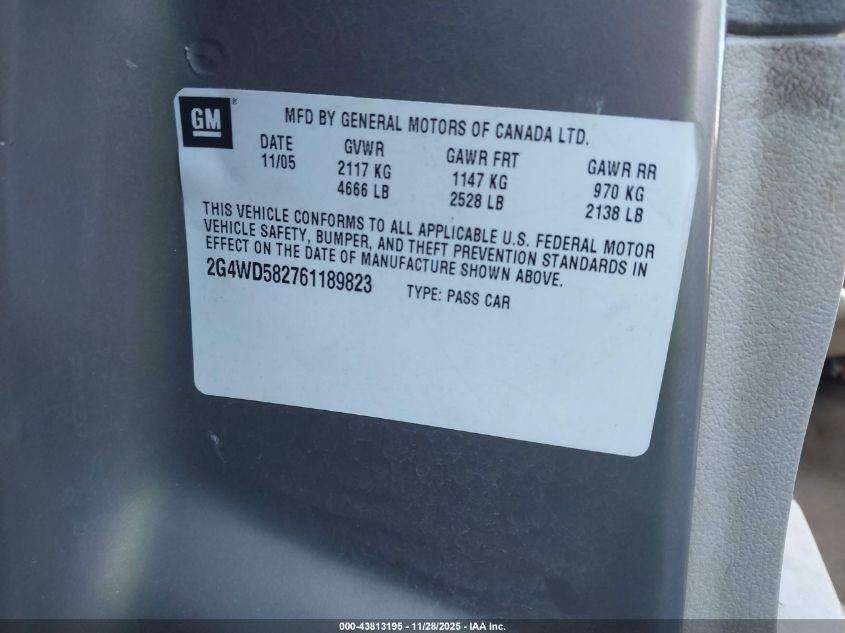 GM®
MFD BY GENERAL MOTORS OF CANADA LTD.
DATE GVWR GAWR FRT GAWR RR
11/05 2117 KG 1147 KG 970 KG
4666 LB 2528 LB 2138 LB
THIS VEHICLE CONFORMS TO ALL APPLICABLE U.S. FEDERAL MOTOR
VEHICLE SAFETY, BUMPER, AND THEFT PREVENTION STANDARDS IN
EFFECT ON THE DATE OF MANUFACTURE SHOWN ABOVE.
2G4WD582761189823 TYPE: PASS CAR
000-43813195 - 11/28/2025 - IAA Inc.